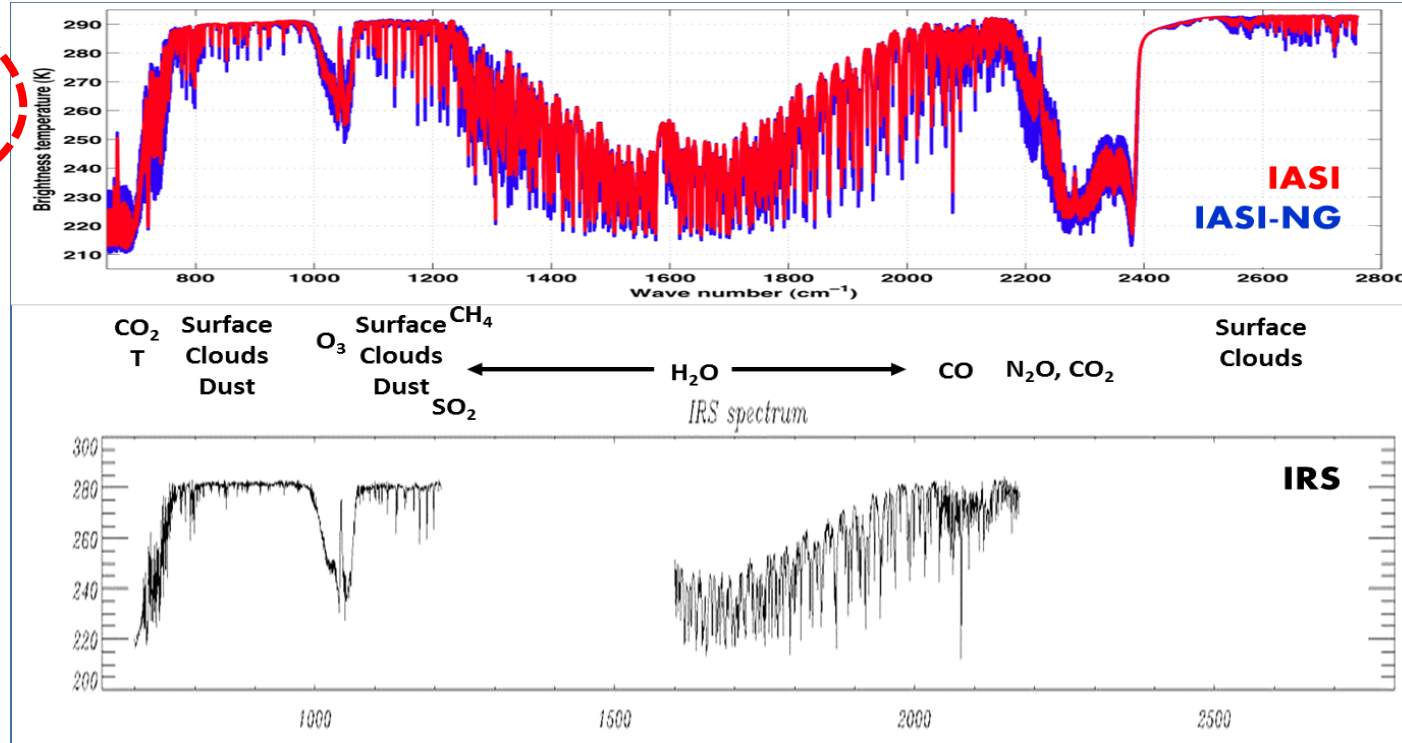 290
280
270
260
250
240
230
220
210
Brightness temperature (K)
IASI
IASI-NG
800 1000 1200 1400 1600 1800 2000 2200 2400 2600 2800
Wave number (cm⁻¹)
CO₂
T
Surface
Clouds
Dust
O₃
Surface
Clouds
Dust
CH₄
SO₂
H₂O
CO
N₂O, CO₂
Surface
Clouds
IRS spectrum
300
280
260
240
220
200
IRS
1000 1500 2000 2500